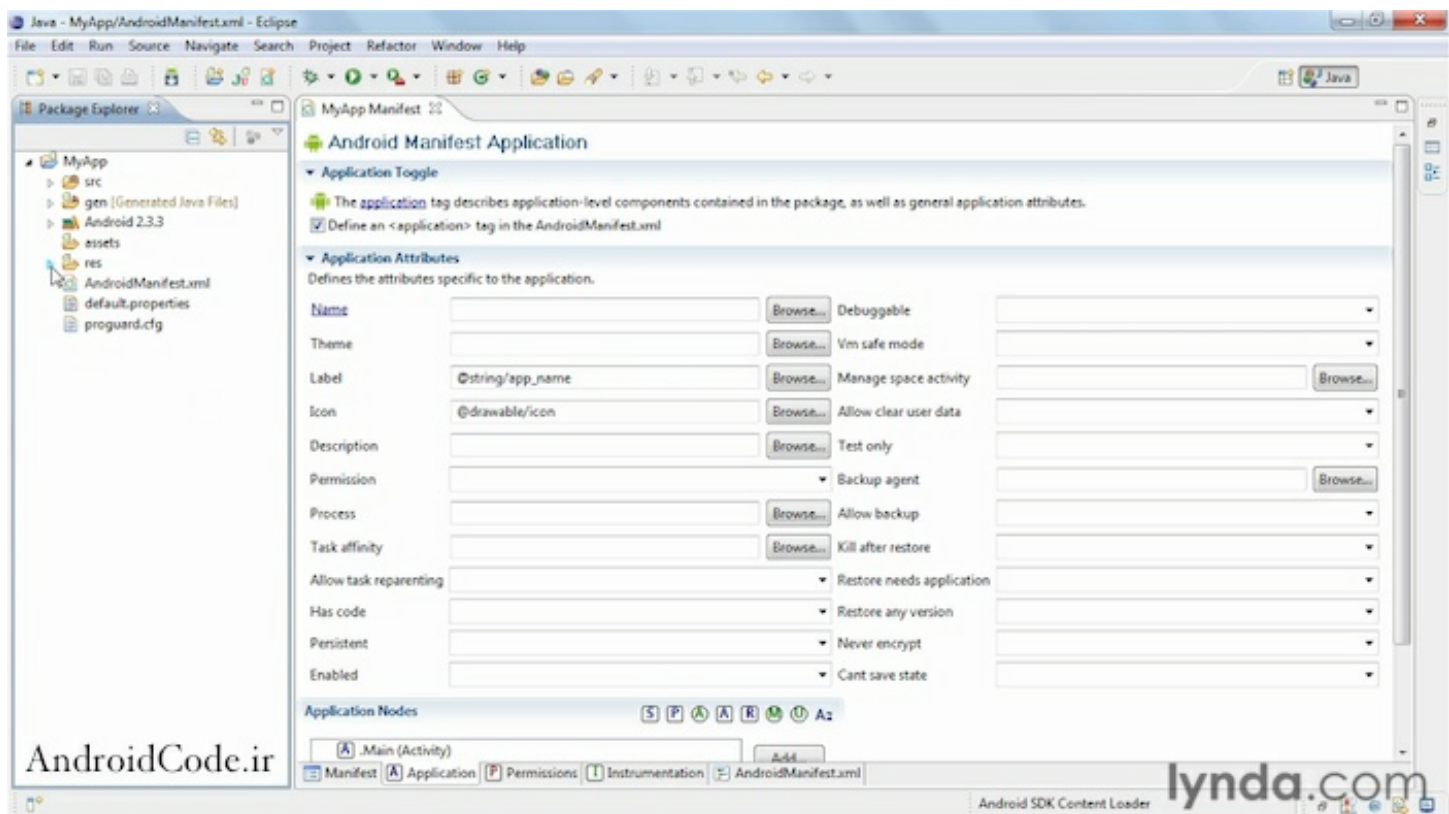 Java - MyApp/AndroidManifest.xml - Eclipse
File Edit Run Source Navigate Search Project Refactor Window Help
Java
Package Explorer
MyApp
src
gen [Generated Java Files]
Android 2.3.3
assets
res
AndroidManifest.xml
default.properties
proguard.cfg
MyApp Manifest
Android Manifest Application
Application Toggle
The application tag describes application-level components contained in the package, as well as general application attributes.
Define an <application> tag in the AndroidManifest.xml
Application Attributes
Defines the attributes specific to the application.
Name Browse... Debuggable
Theme Browse... Vm safe mode
Label @string/app_name Browse... Manage space activity Browse...
Icon @drawable/icon Browse... Allow clear user data
Description Browse... Test only
Permission Backup agent Browse...
Process Browse... Allow backup
Task affinity Browse... Kill after restore
Allow task reparenting Restore needs application
Has code Restore any version
Persistent Never encrypt
Enabled Cant save state
Application Nodes S P A A R M U Az
A .Main (Activity) Add...
Manifest A Application P Permissions I Instrumentation AndroidManifest.xml
AndroidCode.ir
Android SDK Content Loader
lynda.com